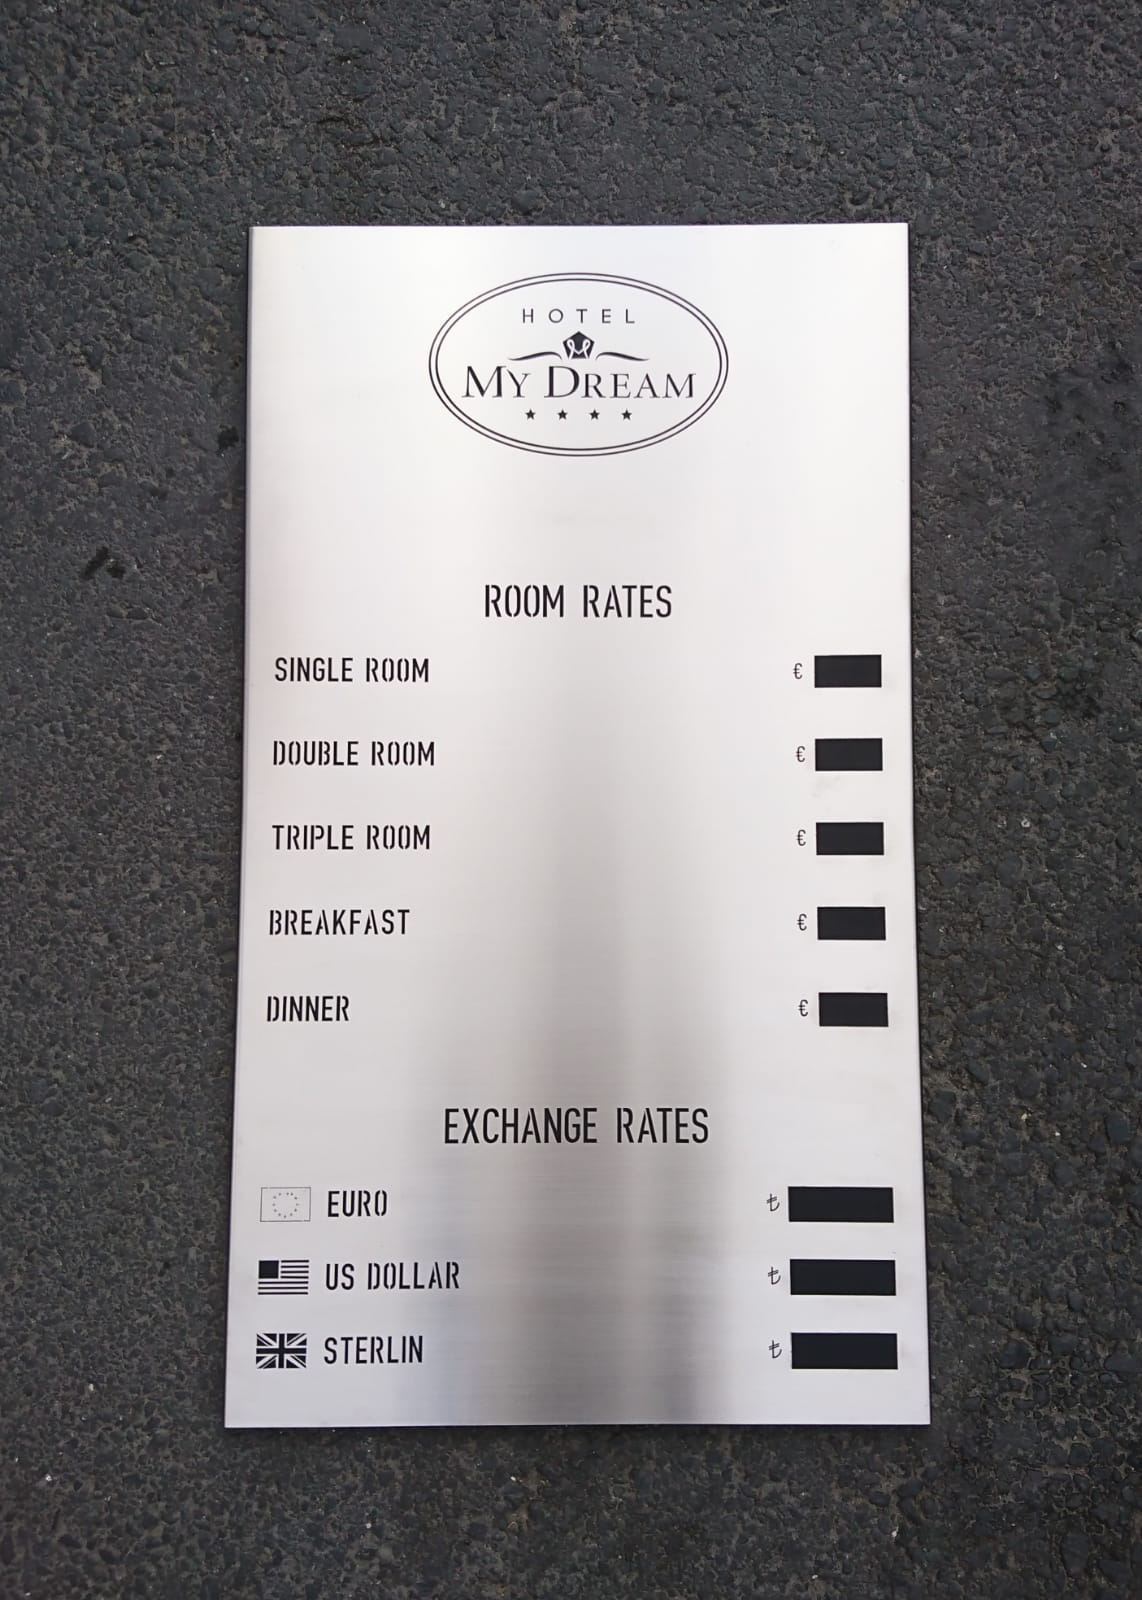 HOTEL
MY DREAM
ROOM RATES
SINGLE ROOM €
DOUBLE ROOM €
TRIPLE ROOM €
BREAKFAST €
DINNER €
EXCHANGE RATES
EURO ₺
US DOLLAR ₺
STERLIN ₺